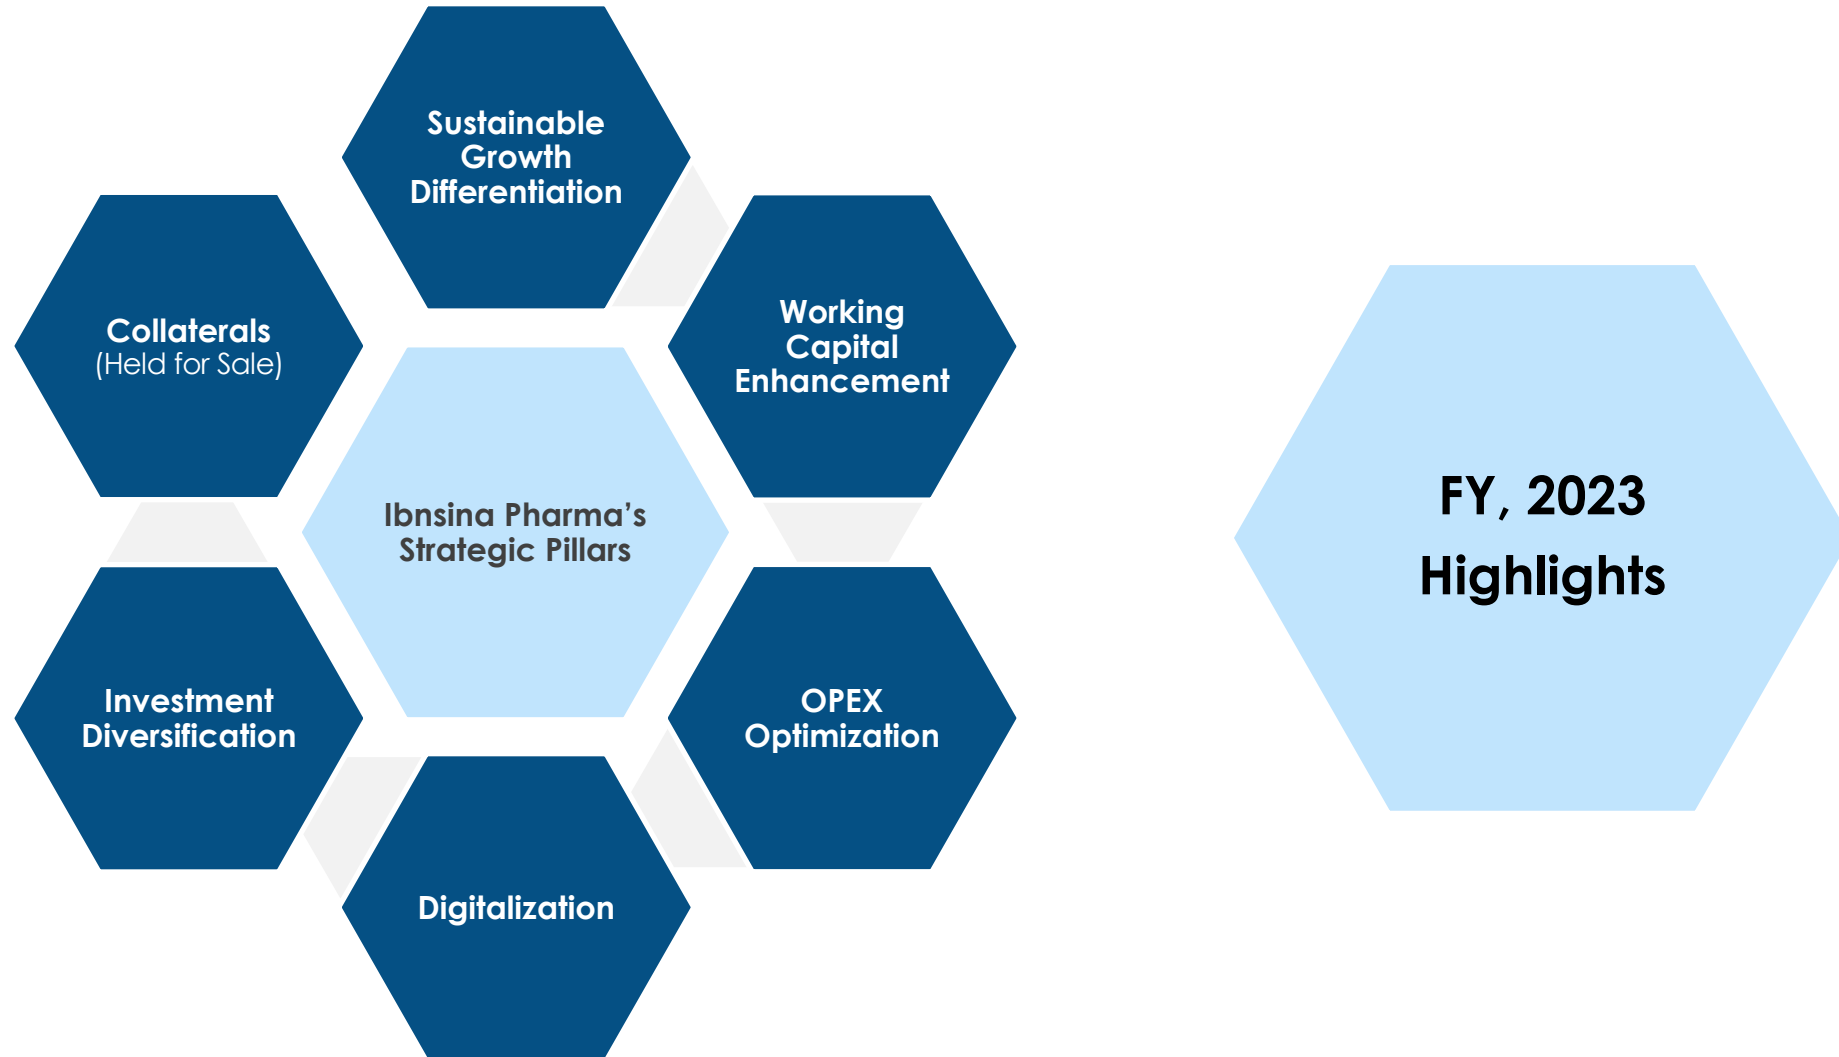 Sustainable
Growth
Differentiation
Working
Capital
Enhancement
OPEX
Optimization
Digitalization
Investment
Diversification
Collaterals
(Held for Sale)
Ibnsina Pharma’s
Strategic Pillars
FY, 2023
Highlights